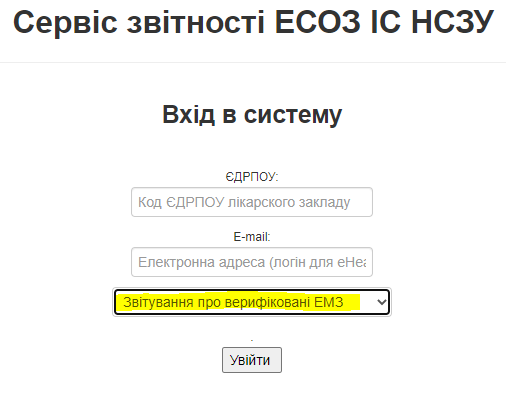 Сервіс звітності ЕСОЗ ІС НСЗУ
Вхід в систему
ЄДРПОУ:
Код ЄДРПОУ лікарского закладу
E-mail:
Електронна адреса (логін для eHea
Звітування про верифіковані ЕМЗ
.
Увійти